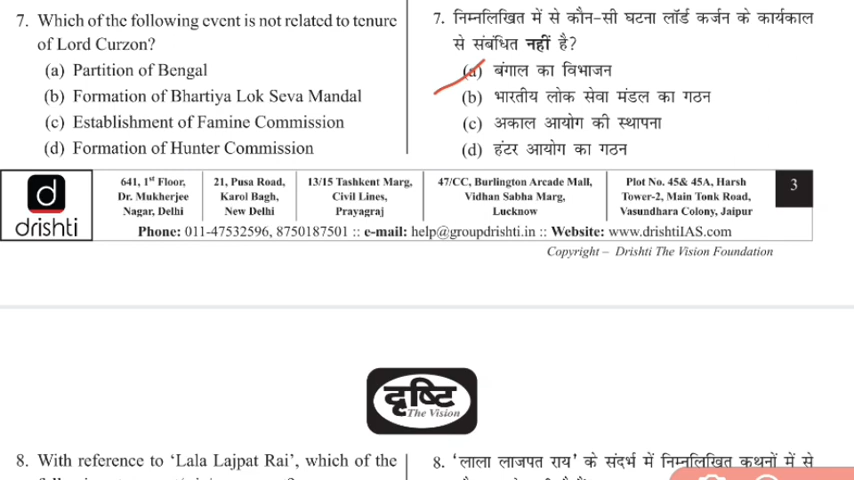 7. Which of the following event is not related to tenure
of Lord Curzon?
(a) Partition of Bengal
(b) Formation of Bhartiya Lok Seva Mandal
(c) Establishment of Famine Commission
(d) Formation of Hunter Commission
7. निम्नलिखित में से कौन-सी घटना लॉर्ड कर्जन के कार्यकाल
से संबंधित नहीं है?
(a) बंगाल का विभाजन
(b) भारतीय लोक सेवा मंडल का गठन
(c) अकाल आयोग की स्थापना
(d) हंटर आयोग का गठन
d
drishti
641, 1st Floor,
Dr. Mukherjee
Nagar, Delhi
21, Pusa Road,
Karol Bagh,
New Delhi
13/15 Tashkent Marg,
Civil Lines,
Prayagraj
47/CC, Burlington Arcade Mall,
Vidhan Sabha Marg,
Lucknow
Plot No. 45& 45A, Harsh
Tower-2, Main Tonk Road,
Vasundhara Colony, Jaipur
3
Phone: 011-47532596, 8750187501 :: e-mail: help@groupdrishti.in :: Website: www.drishtiIAS.com
Copyright – Drishti The Vision Foundation
दृष्टि
The Vision
8. With reference to ‘Lala Lajpat Rai’, which of the
8. ‘लाला लाजपत राय’ के संदर्भ में निम्नलिखित कथनों में से